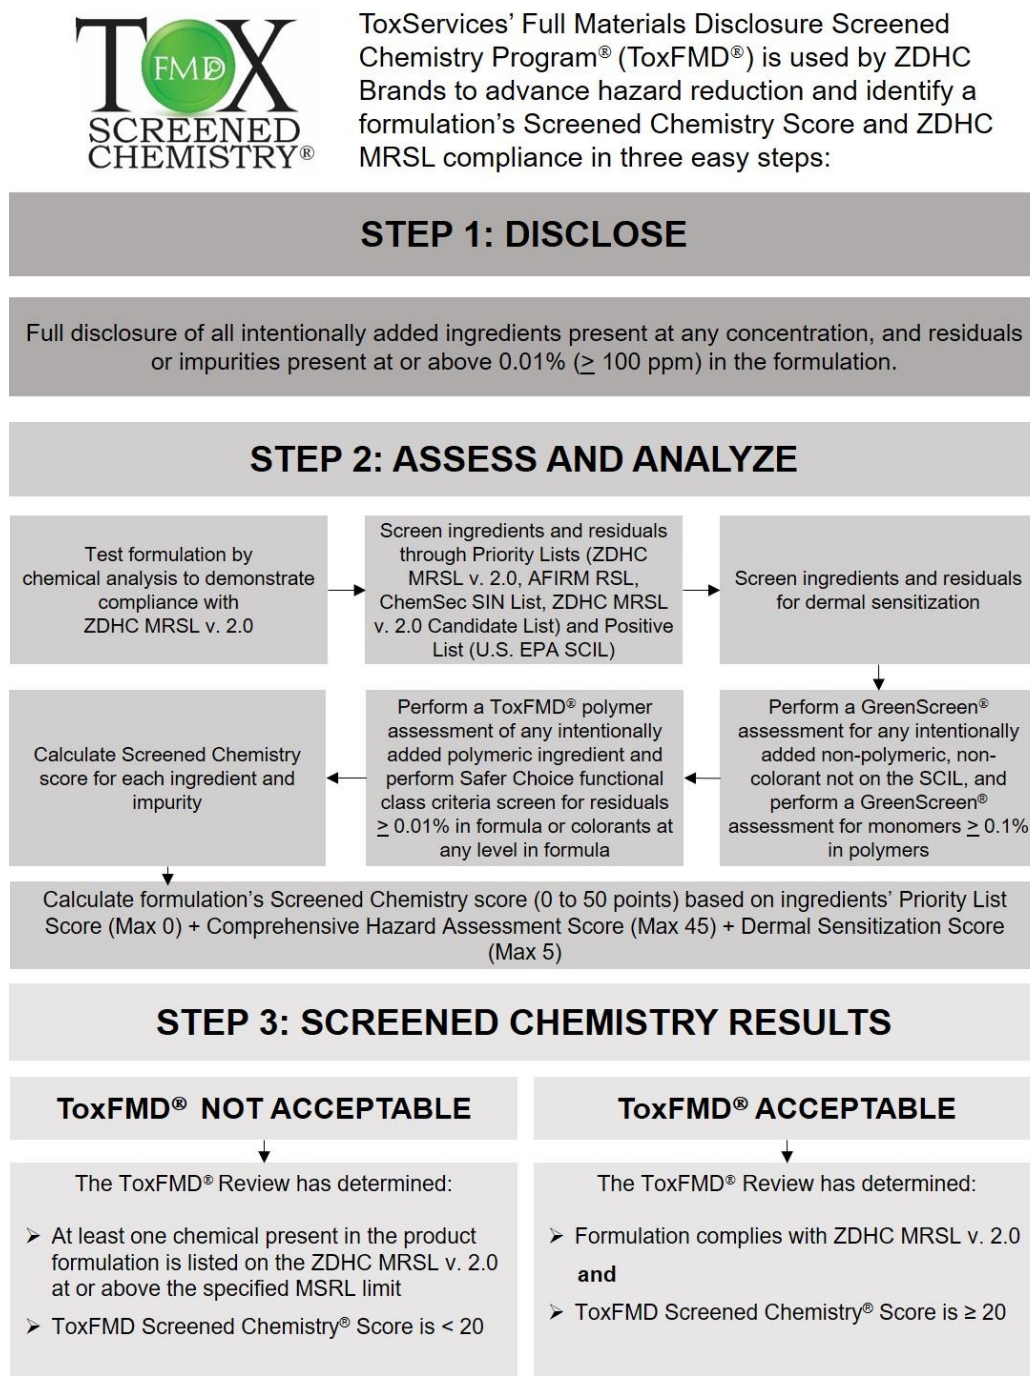 TOX
FMD
SCREENED
CHEMISTRY®
ToxServices’ Full Materials Disclosure Screened
Chemistry Program® (ToxFMD®) is used by ZDHC
Brands to advance hazard reduction and identify a
formulation’s Screened Chemistry Score and ZDHC
MRSL compliance in three easy steps:
STEP 1: DISCLOSE
Full disclosure of all intentionally added ingredients present at any concentration, and residuals
or impurities present at or above 0.01% (≥ 100 ppm) in the formulation.
STEP 2: ASSESS AND ANALYZE
Test formulation by
chemical analysis to demonstrate
compliance with
ZDHC MRSL v. 2.0
Screen ingredients and residuals
through Priority Lists (ZDHC
MRSL v. 2.0, AFIRM RSL,
ChemSec SIN List, ZDHC MRSL
v. 2.0 Candidate List) and Positive
List (U.S. EPA SCIL)
Screen ingredients and residuals
for dermal sensitization
Perform a GreenScreen®
assessment for any intentionally
added non-polymeric, non-
colorant not on the SCIL, and
perform a GreenScreen®
assessment for monomers ≥ 0.1%
in polymers
Perform a ToxFMD® polymer
assessment of any intentionally
added polymeric ingredient and
perform Safer Choice functional
class criteria screen for residuals
≥ 0.01% in formula or colorants at
any level in formula
Calculate Screened Chemistry
score for each ingredient and
impurity
Calculate formulation’s Screened Chemistry score (0 to 50 points) based on ingredients’ Priority List
Score (Max 0) + Comprehensive Hazard Assessment Score (Max 45) + Dermal Sensitization Score
(Max 5)
STEP 3: SCREENED CHEMISTRY RESULTS
ToxFMD® NOT ACCEPTABLE
The ToxFMD® Review has determined:
➢ At least one chemical present in the product
formulation is listed on the ZDHC MRSL v. 2.0
at or above the specified MSRL limit
➢ ToxFMD Screened Chemistry® Score is < 20
ToxFMD® ACCEPTABLE
The ToxFMD® Review has determined:
➢ Formulation complies with ZDHC MRSL v. 2.0
and
➢ ToxFMD Screened Chemistry® Score is ≥ 20